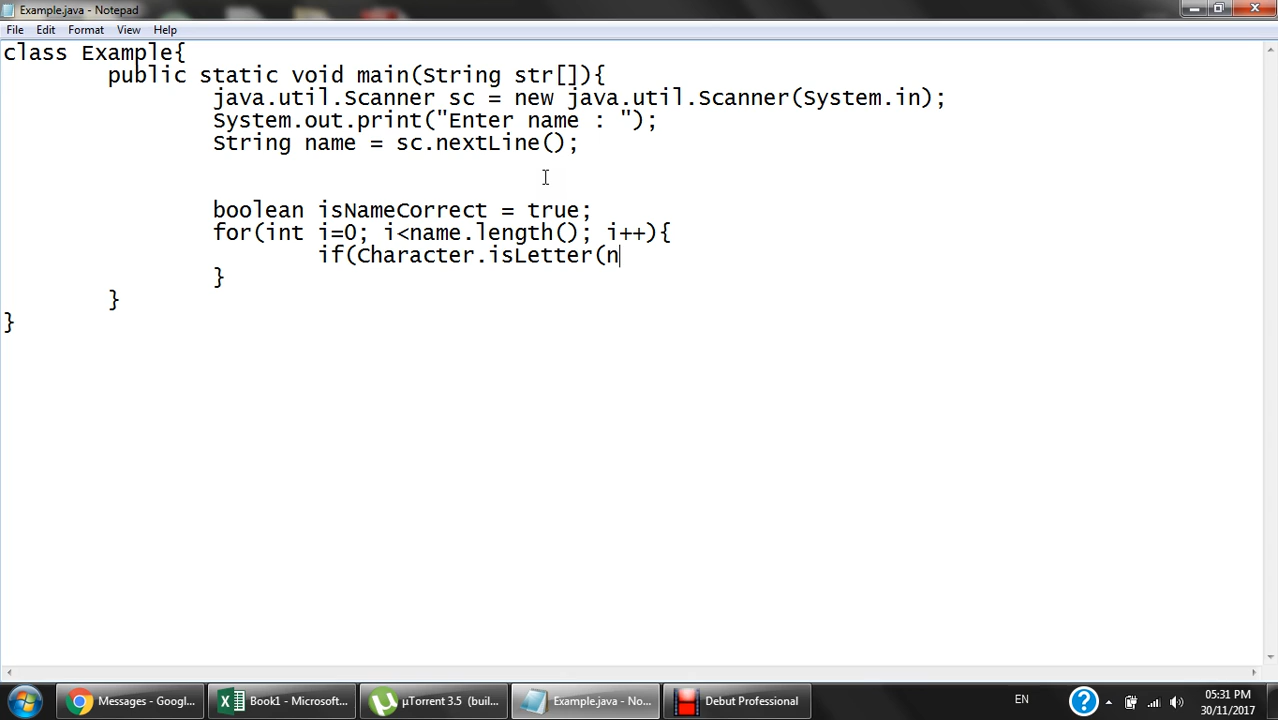 Example.java - Notepad
File Edit Format View Help
class Example{
public static void main(String str[]){
java.util.Scanner sc = new java.util.Scanner(System.in);
System.out.print("Enter name : ");
String name = sc.nextLine();
boolean isNameCorrect = true;
for(int i=0; i<name.length(); i++){
if(Character.isLetter(n
}
}
}
Messages - Googl... Book1 - Microsoft... µTorrent 3.5 (buil... Example.java - No... Debut Professional EN 05:31 PM
30/11/2017